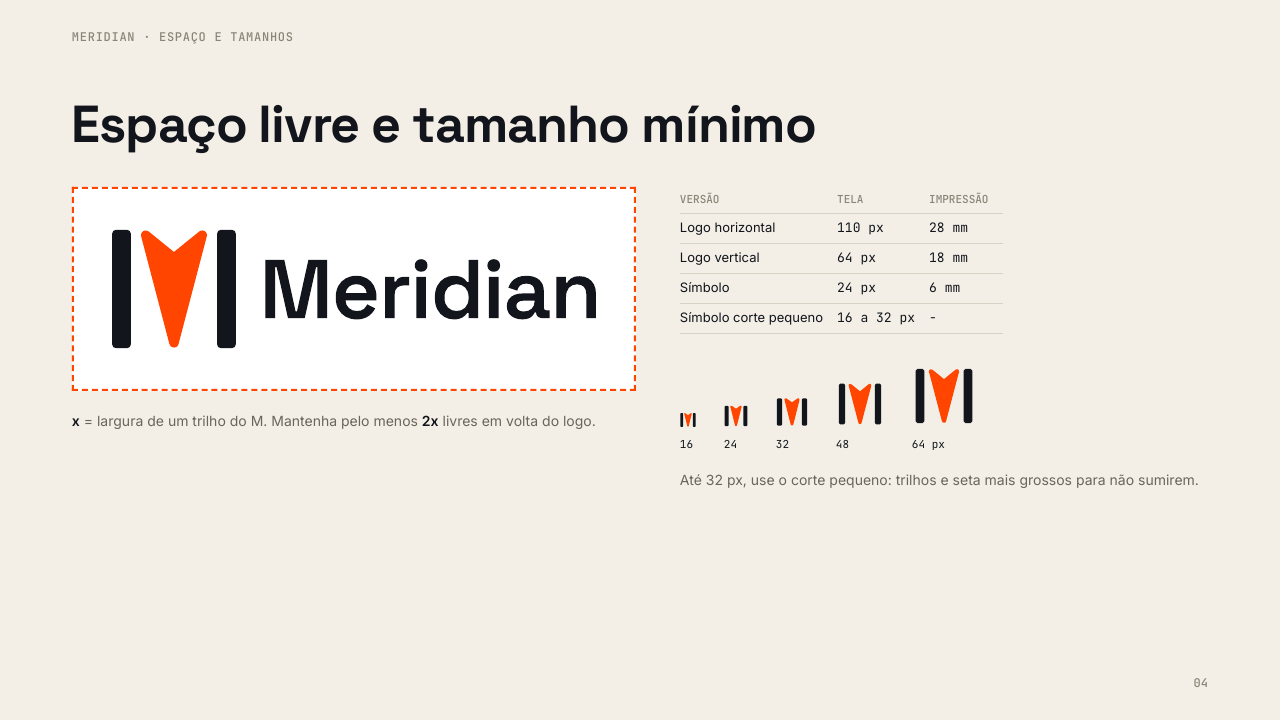 MERIDIAN · ESPAÇO E TAMANHOS
Espaço livre e tamanho mínimo
Meridian
x = largura de um trilho do M. Mantenha pelo menos 2x livres em volta do logo.
VERSÃO TELA IMPRESSÃO
Logo horizontal 110 px 28 mm
Logo vertical 64 px 18 mm
Símbolo 24 px 6 mm
Símbolo corte pequeno 16 a 32 px -
16 24 32 48 64 px
Até 32 px, use o corte pequeno: trilhos e seta mais grossos para não sumirem.
04